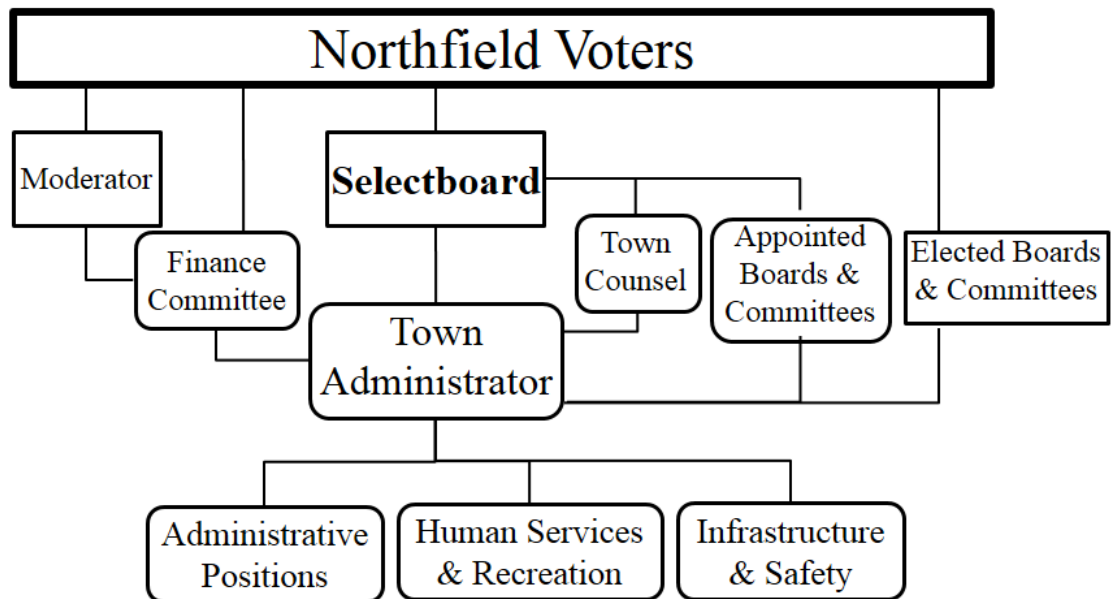 Northfield Voters
Moderator
Selectboard
Finance
Committee
Town
Counsel
Appointed
Boards &
Committees
Elected Boards
& Committees
Town
Administrator
Administrative
Positions
Human Services
& Recreation
Infrastructure
& Safety